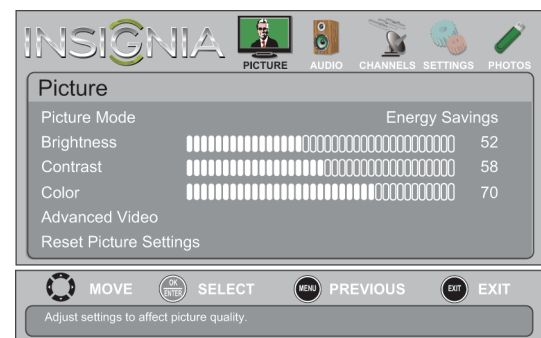 INSIGNIA
PICTURE AUDIO CHANNELS SETTINGS PHOTOS
Picture
Picture Mode Energy Savings
Brightness 52
Contrast 58
Color 70
Advanced Video
Reset Picture Settings
MOVE OK ENTER SELECT MENU PREVIOUS EXIT EXIT
Adjust settings to affect picture quality.